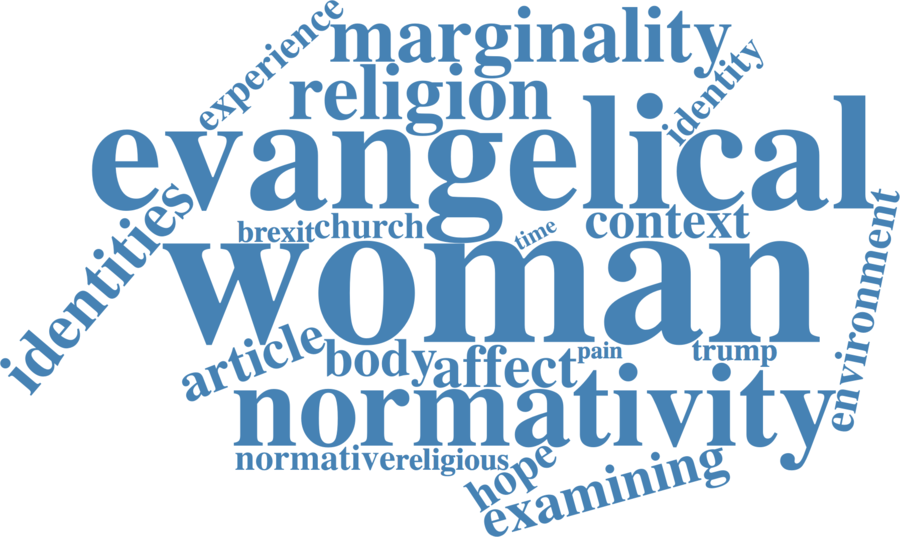 experience
marginality
religion
identity
evangelical
identities
brexit
church
time
context
environment
woman
article
body
affect
pain
trump
normativity
normative
religious
hope
examining